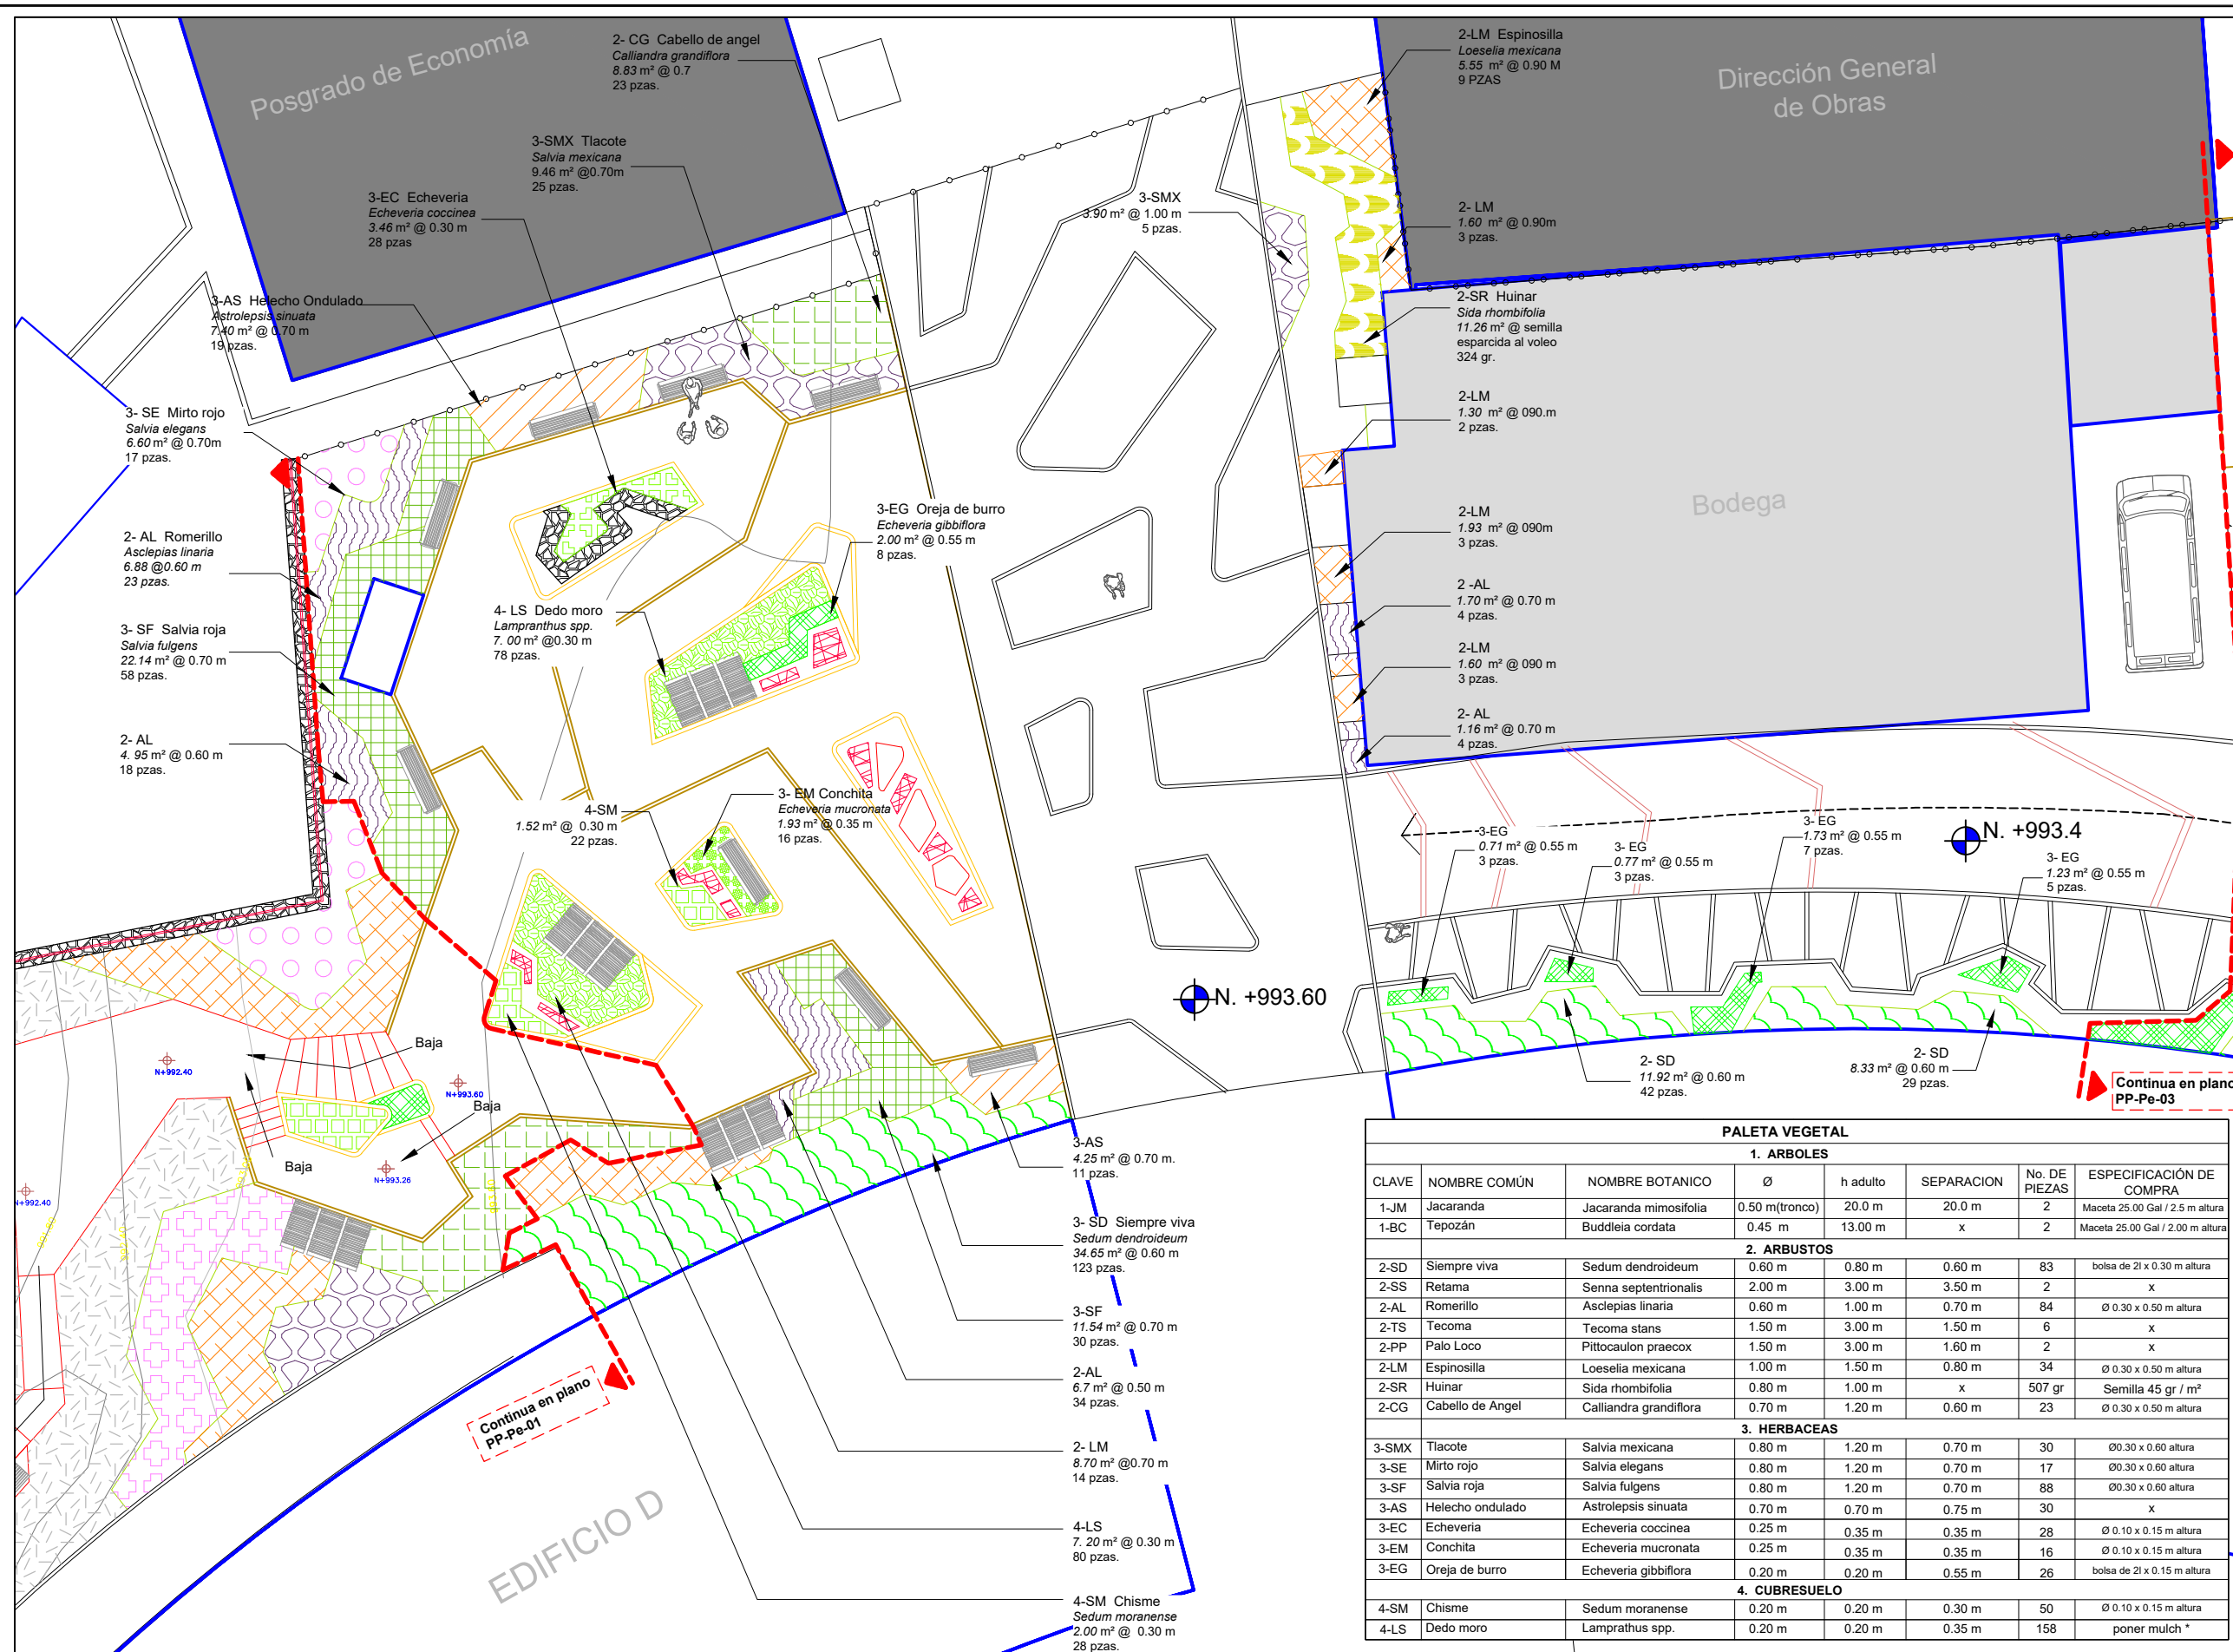 Posgrado de Economía
2- CG Cabello de angel
Calliandra grandiflora
8.83 m² @ 0.7
23 pzas.
3-SMX Tlacote
Salvia mexicana
9.46 m² @0.70m
25 pzas.
3-EC Echeveria
Echeveria coccinea
3.46 m² @ 0.30 m
28 pzas
3-AS Helecho Ondulado
Astrolepsis sinuata
7.40 m² @ 0.70 m
19 pzas.
3- SE Mirto rojo
Salvia elegans
6.60 m² @ 0.70m
17 pzas.
2- AL Romerillo
Asclepias linaria
6.88 @0.60 m
23 pzas.
3- SF Salvia roja
Salvia fulgens
22.14 m² @ 0.70 m
58 pzas.
2- AL
4. 95 m² @ 0.60 m
18 pzas.
3-EG Oreja de burro
Echeveria gibbiflora
2.00 m² @ 0.55 m
8 pzas.
4- LS Dedo moro
Lampranthus spp.
7. 00 m² @0.30 m
78 pzas.
4-SM
1.52 m² @ 0.30 m
22 pzas.
3- EM Conchita
Echeveria mucronata
1.93 m² @ 0.35 m
16 pzas.
2-LM Espinosilla
Loeselia mexicana
5.55 m² @ 0.90 M
9 PZAS
Dirección General
de Obras
3-SMX
3.90 m² @ 1.00 m
5 pzas.
2- LM
1.60 m² @ 0.90m
3 pzas.
2-SR Huinar
Sida rhombifolia
11.26 m² @ semilla
esparcida al voleo
324 gr.
2-LM
1.30 m² @ 090.m
2 pzas.
Bodega
2-LM
1.93 m² @ 090m
3 pzas.
2 -AL
1.70 m² @ 0.70 m
4 pzas.
2-LM
1.60 m² @ 090 m
3 pzas.
2- AL
1.16 m² @ 0.70 m
4 pzas.
3-EG
0.71 m² @ 0.55 m
3 pzas.
3- EG
0.77 m² @ 0.55 m
3 pzas.
3- EG
1.73 m² @ 0.55 m
7 pzas.
N. +993.4
3- EG
1.23 m² @ 0.55 m
5 pzas.
N. +993.60
2- SD
11.92 m² @ 0.60 m
42 pzas.
2- SD
8.33 m² @ 0.60 m
29 pzas.
Continua en plano
PP-Pe-03
Baja
N+992.40
N+993.60
Baja
Baja
N+993.26
N+992.40
3-AS
4.25 m² @ 0.70 m.
11 pzas.
3- SD Siempre viva
Sedum dendroideum
34.65 m² @ 0.60 m
123 pzas.
3-SF
11.54 m² @ 0.70 m
30 pzas.
2-AL
6.7 m² @ 0.50 m
34 pzas.
2- LM
8.70 m² @0.70 m
14 pzas.
4-LS
7. 20 m² @ 0.30 m
80 pzas.
4-SM Chisme
Sedum moranense
2.00 m² @ 0.30 m
28 pzas.
Continua en plano
PP-Pe-01
EDIFICIO D
PALETA VEGETAL
1. ARBOLES
CLAVE NOMBRE COMÚN NOMBRE BOTANICO Ø h adulto SEPARACION No. DE PIEZAS ESPECIFICACIÓN DE COMPRA
1-JM Jacaranda Jacaranda mimosifolia 0.50 m(tronco) 20.0 m 20.0 m 2 Maceta 25.00 Gal / 2.5 m altura
1-BC Tepozán Buddleia cordata 0.45 m 13.00 m x 2 Maceta 25.00 Gal / 2.00 m altura
2. ARBUSTOS
2-SD Siempre viva Sedum dendroideum 0.60 m 0.80 m 0.60 m 83 bolsa de 2l x 0.30 m altura
2-SS Retama Senna septentrionalis 2.00 m 3.00 m 3.50 m 2 x
2-AL Romerillo Asclepias linaria 0.60 m 1.00 m 0.70 m 84 Ø 0.30 x 0.50 m altura
2-TS Tecoma Tecoma stans 1.50 m 3.00 m 1.50 m 6 x
2-PP Palo Loco Pittocaulon praecox 1.50 m 3.00 m 1.60 m 2 x
2-LM Espinosilla Loeselia mexicana 1.00 m 1.50 m 0.80 m 34 Ø 0.30 x 0.50 m altura
2-SR Huinar Sida rhombifolia 0.80 m 1.00 m x 507 gr Semilla 45 gr / m²
2-CG Cabello de Angel Calliandra grandiflora 0.70 m 1.20 m 0.60 m 23 Ø 0.30 x 0.50 m altura
3. HERBACEAS
3-SMX Tlacote Salvia mexicana 0.80 m 1.20 m 0.70 m 30 Ø0.30 x 0.60 altura
3-SE Mirto rojo Salvia elegans 0.80 m 1.20 m 0.70 m 17 Ø0.30 x 0.60 altura
3-SF Salvia roja Salvia fulgens 0.80 m 1.20 m 0.70 m 88 Ø0.30 x 0.60 altura
3-AS Helecho ondulado Astrolepsis sinuata 0.70 m 0.70 m 0.75 m 30 x
3-EC Echeveria Echeveria coccinea 0.25 m 0.35 m 0.35 m 28 Ø 0.10 x 0.15 m altura
3-EM Conchita Echeveria mucronata 0.25 m 0.35 m 0.35 m 16 Ø 0.10 x 0.15 m altura
3-EG Oreja de burro Echeveria gibbiflora 0.20 m 0.20 m 0.55 m 26 bolsa de 2l x 0.15 m altura
4. CUBRESUELO
4-SM Chisme Sedum moranense 0.20 m 0.20 m 0.30 m 50 Ø 0.10 x 0.15 m altura
4-LS Dedo moro Lamprathus spp. 0.20 m 0.20 m 0.35 m 158 poner mulch *